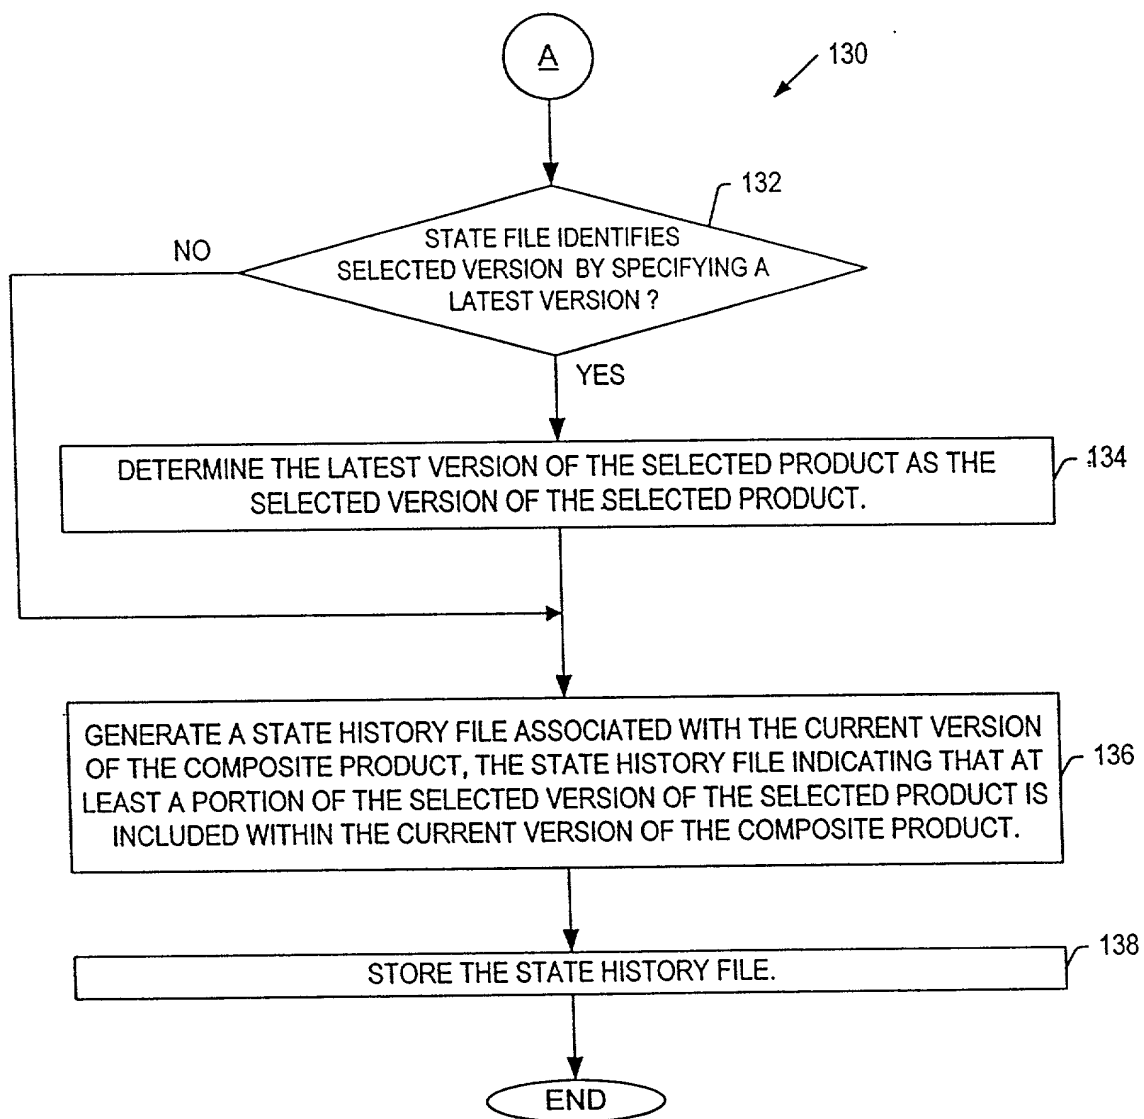 A
130
132
STATE FILE IDENTIFIES
SELECTED VERSION BY SPECIFYING A
LATEST VERSION ?
NO
YES
DETERMINE THE LATEST VERSION OF THE SELECTED PRODUCT AS THE
SELECTED VERSION OF THE SELECTED PRODUCT.
134
GENERATE A STATE HISTORY FILE ASSOCIATED WITH THE CURRENT VERSION
OF THE COMPOSITE PRODUCT, THE STATE HISTORY FILE INDICATING THAT AT
LEAST A PORTION OF THE SELECTED VERSION OF THE SELECTED PRODUCT IS
INCLUDED WITHIN THE CURRENT VERSION OF THE COMPOSITE PRODUCT.
136
STORE THE STATE HISTORY FILE.
138
END